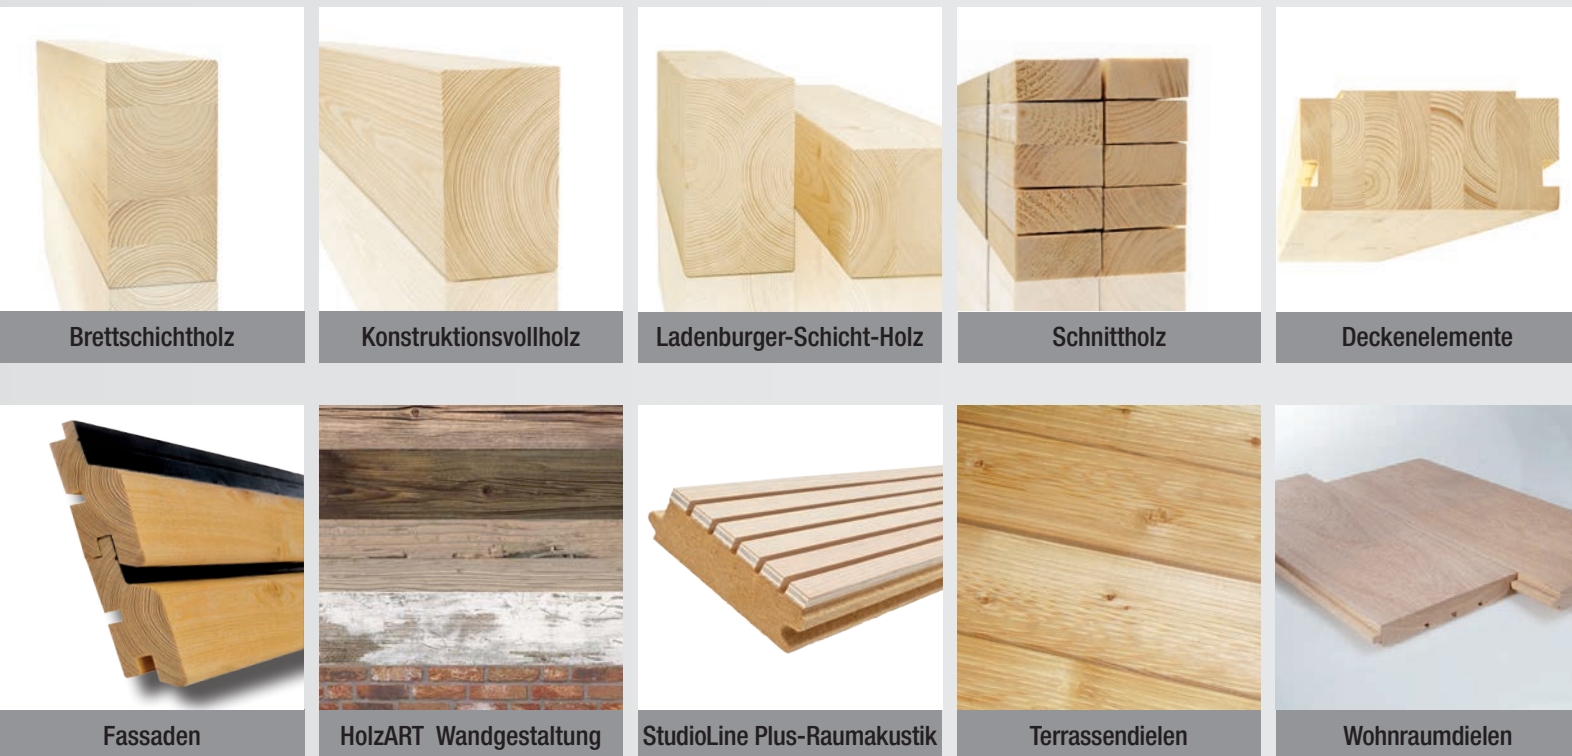 Brettschichtholz
Konstruktionsvollholz
Ladenburger-Schicht-Holz
Schnittholz
Deckenelemente
Fassaden
HolzART Wandgestaltung
StudioLine Plus-Raumakustik
Terrassendielen
Wohnraumdielen